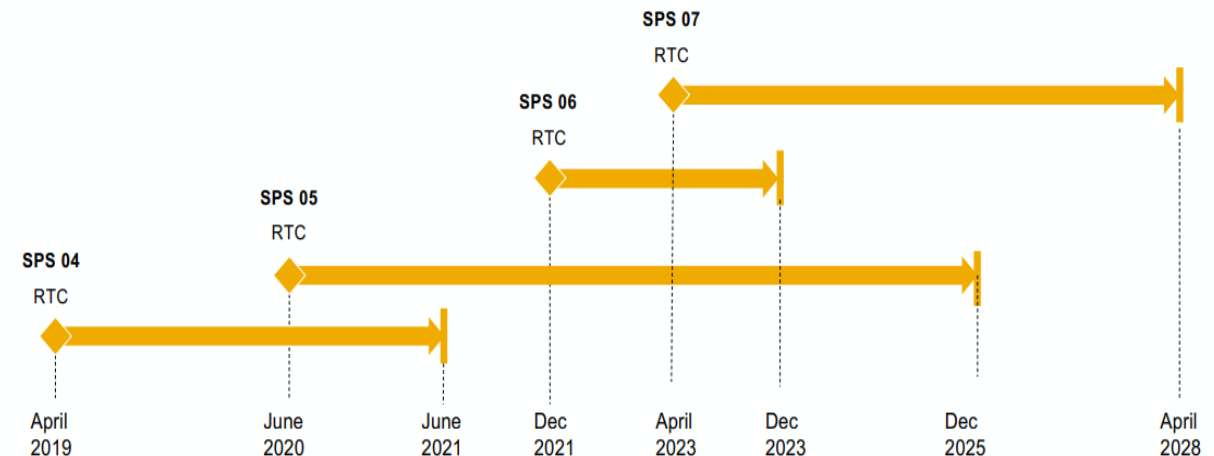 SPS 07
RTC
SPS 06
RTC
SPS 05
RTC
SPS 04
RTC
April
2019
June
2020
June
2021
Dec
2021
April
2023
Dec
2023
Dec
2025
April
2028